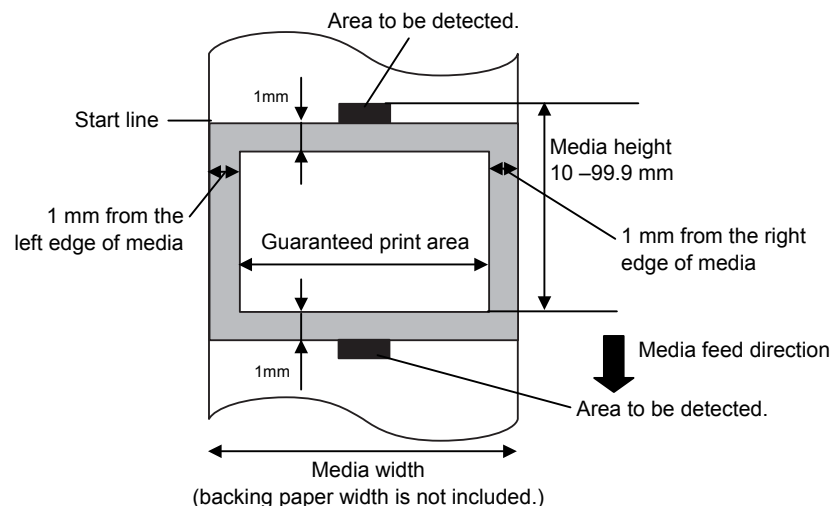 Area to be detected.
1mm
Start line
Media height
10 –99.9 mm
1 mm from the
left edge of media
Guaranteed print area
1 mm from the right
edge of media
Media feed direction
1mm
Area to be detected.
Media width
(backing paper width is not included.)